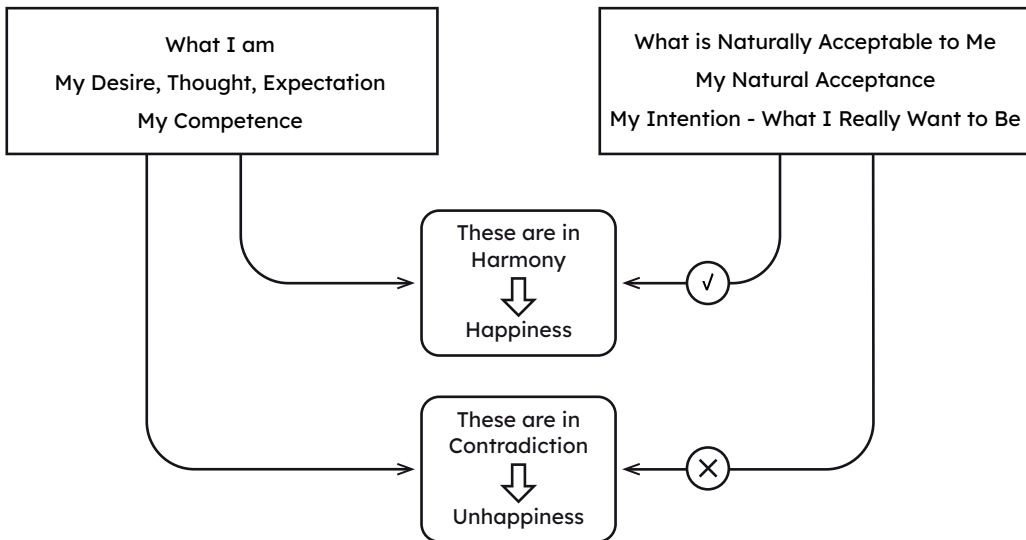 What I am
My Desire, Thought, Expectation
My Competence
What is Naturally Acceptable to Me
My Natural Acceptance
My Intention - What I Really Want to Be
These are in
Harmony
Happiness
√
These are in
Contradiction
Unhappiness